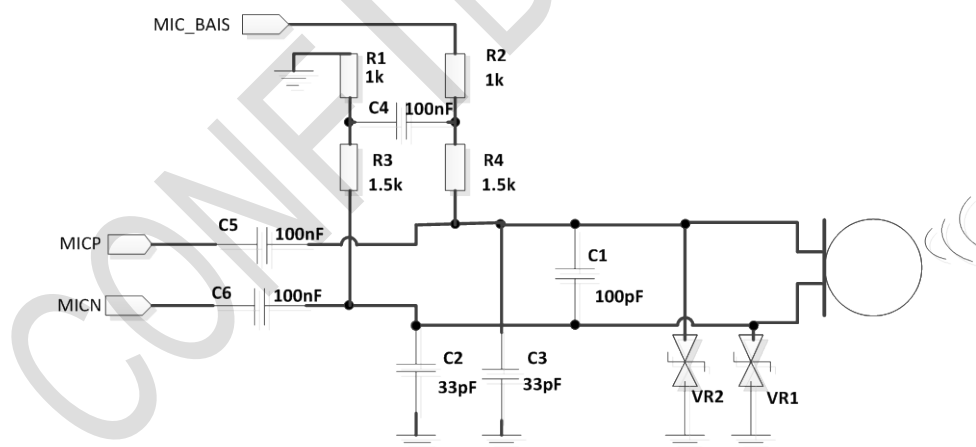 MIC_BAIS
R1
1k
R2
1k
C4
100nF
R3
1.5k
R4
1.5k
MICP
C5
100nF
C1
100pF
MICN
C6
100nF
C2
33pF
C3
33pF
VR2
VR1